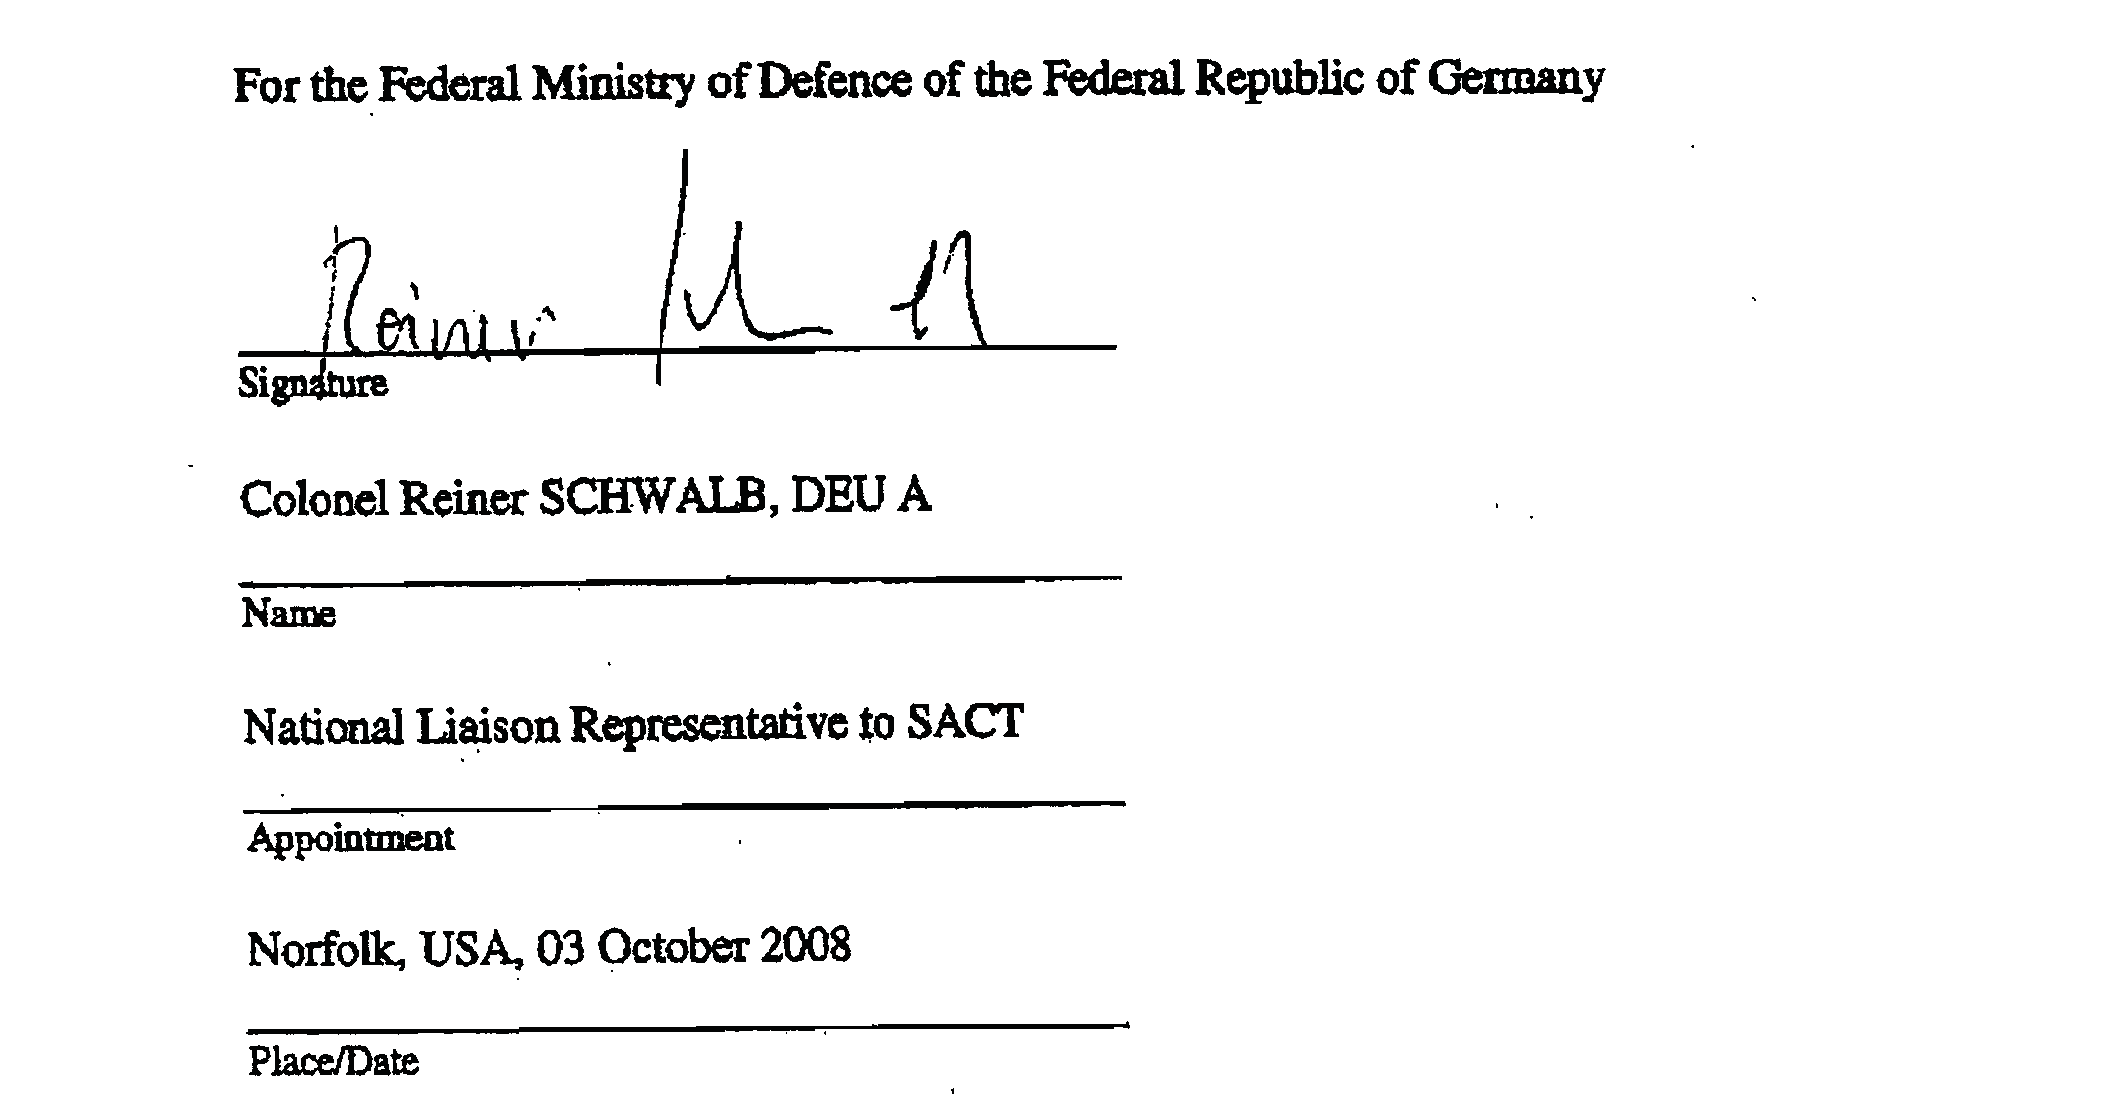 For the Federal Ministry of Defence of the Federal Republic of Germany
Reiner
Signature
Colonel Reiner SCHWALB, DEU A
Name
National Liaison Representative to SACT
Appointment
Norfolk, USA, 03 October 2008
Place/Date